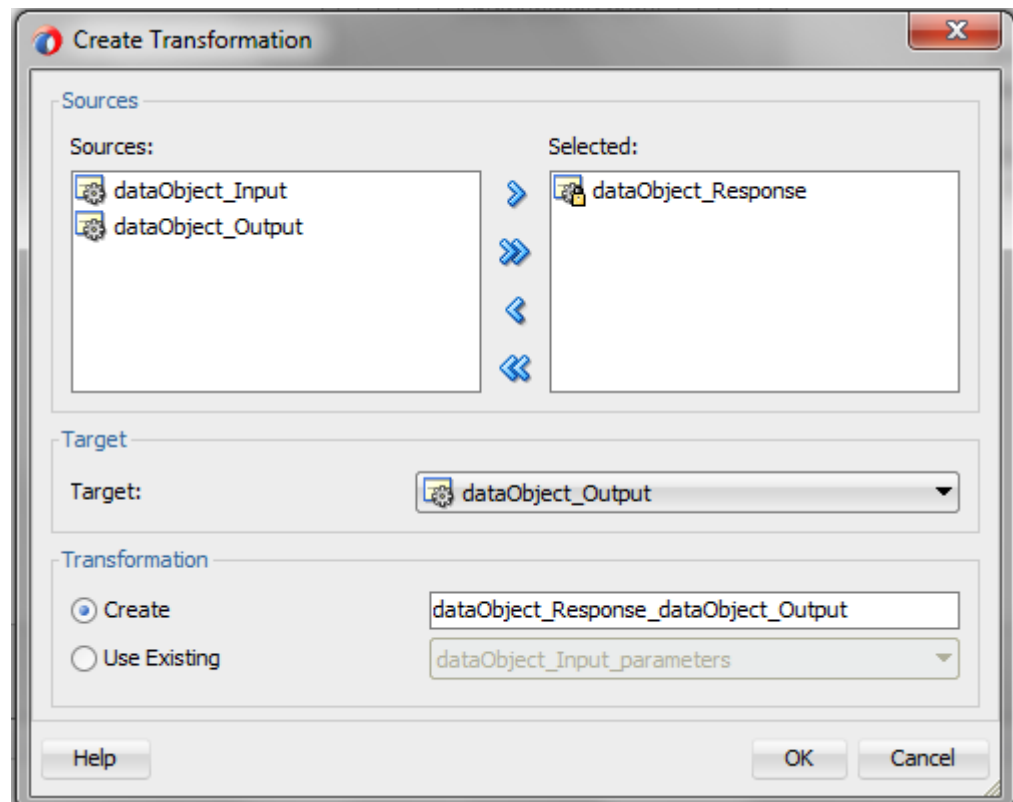 Create Transformation
Sources
Sources:
Selected:
dataObject_Input
dataObject_Response
dataObject_Output
Target
Target:
dataObject_Output
Transformation
Create
dataObject_Response_dataObject_Output
Use Existing
dataObject_Input_parameters
Help
OK
Cancel